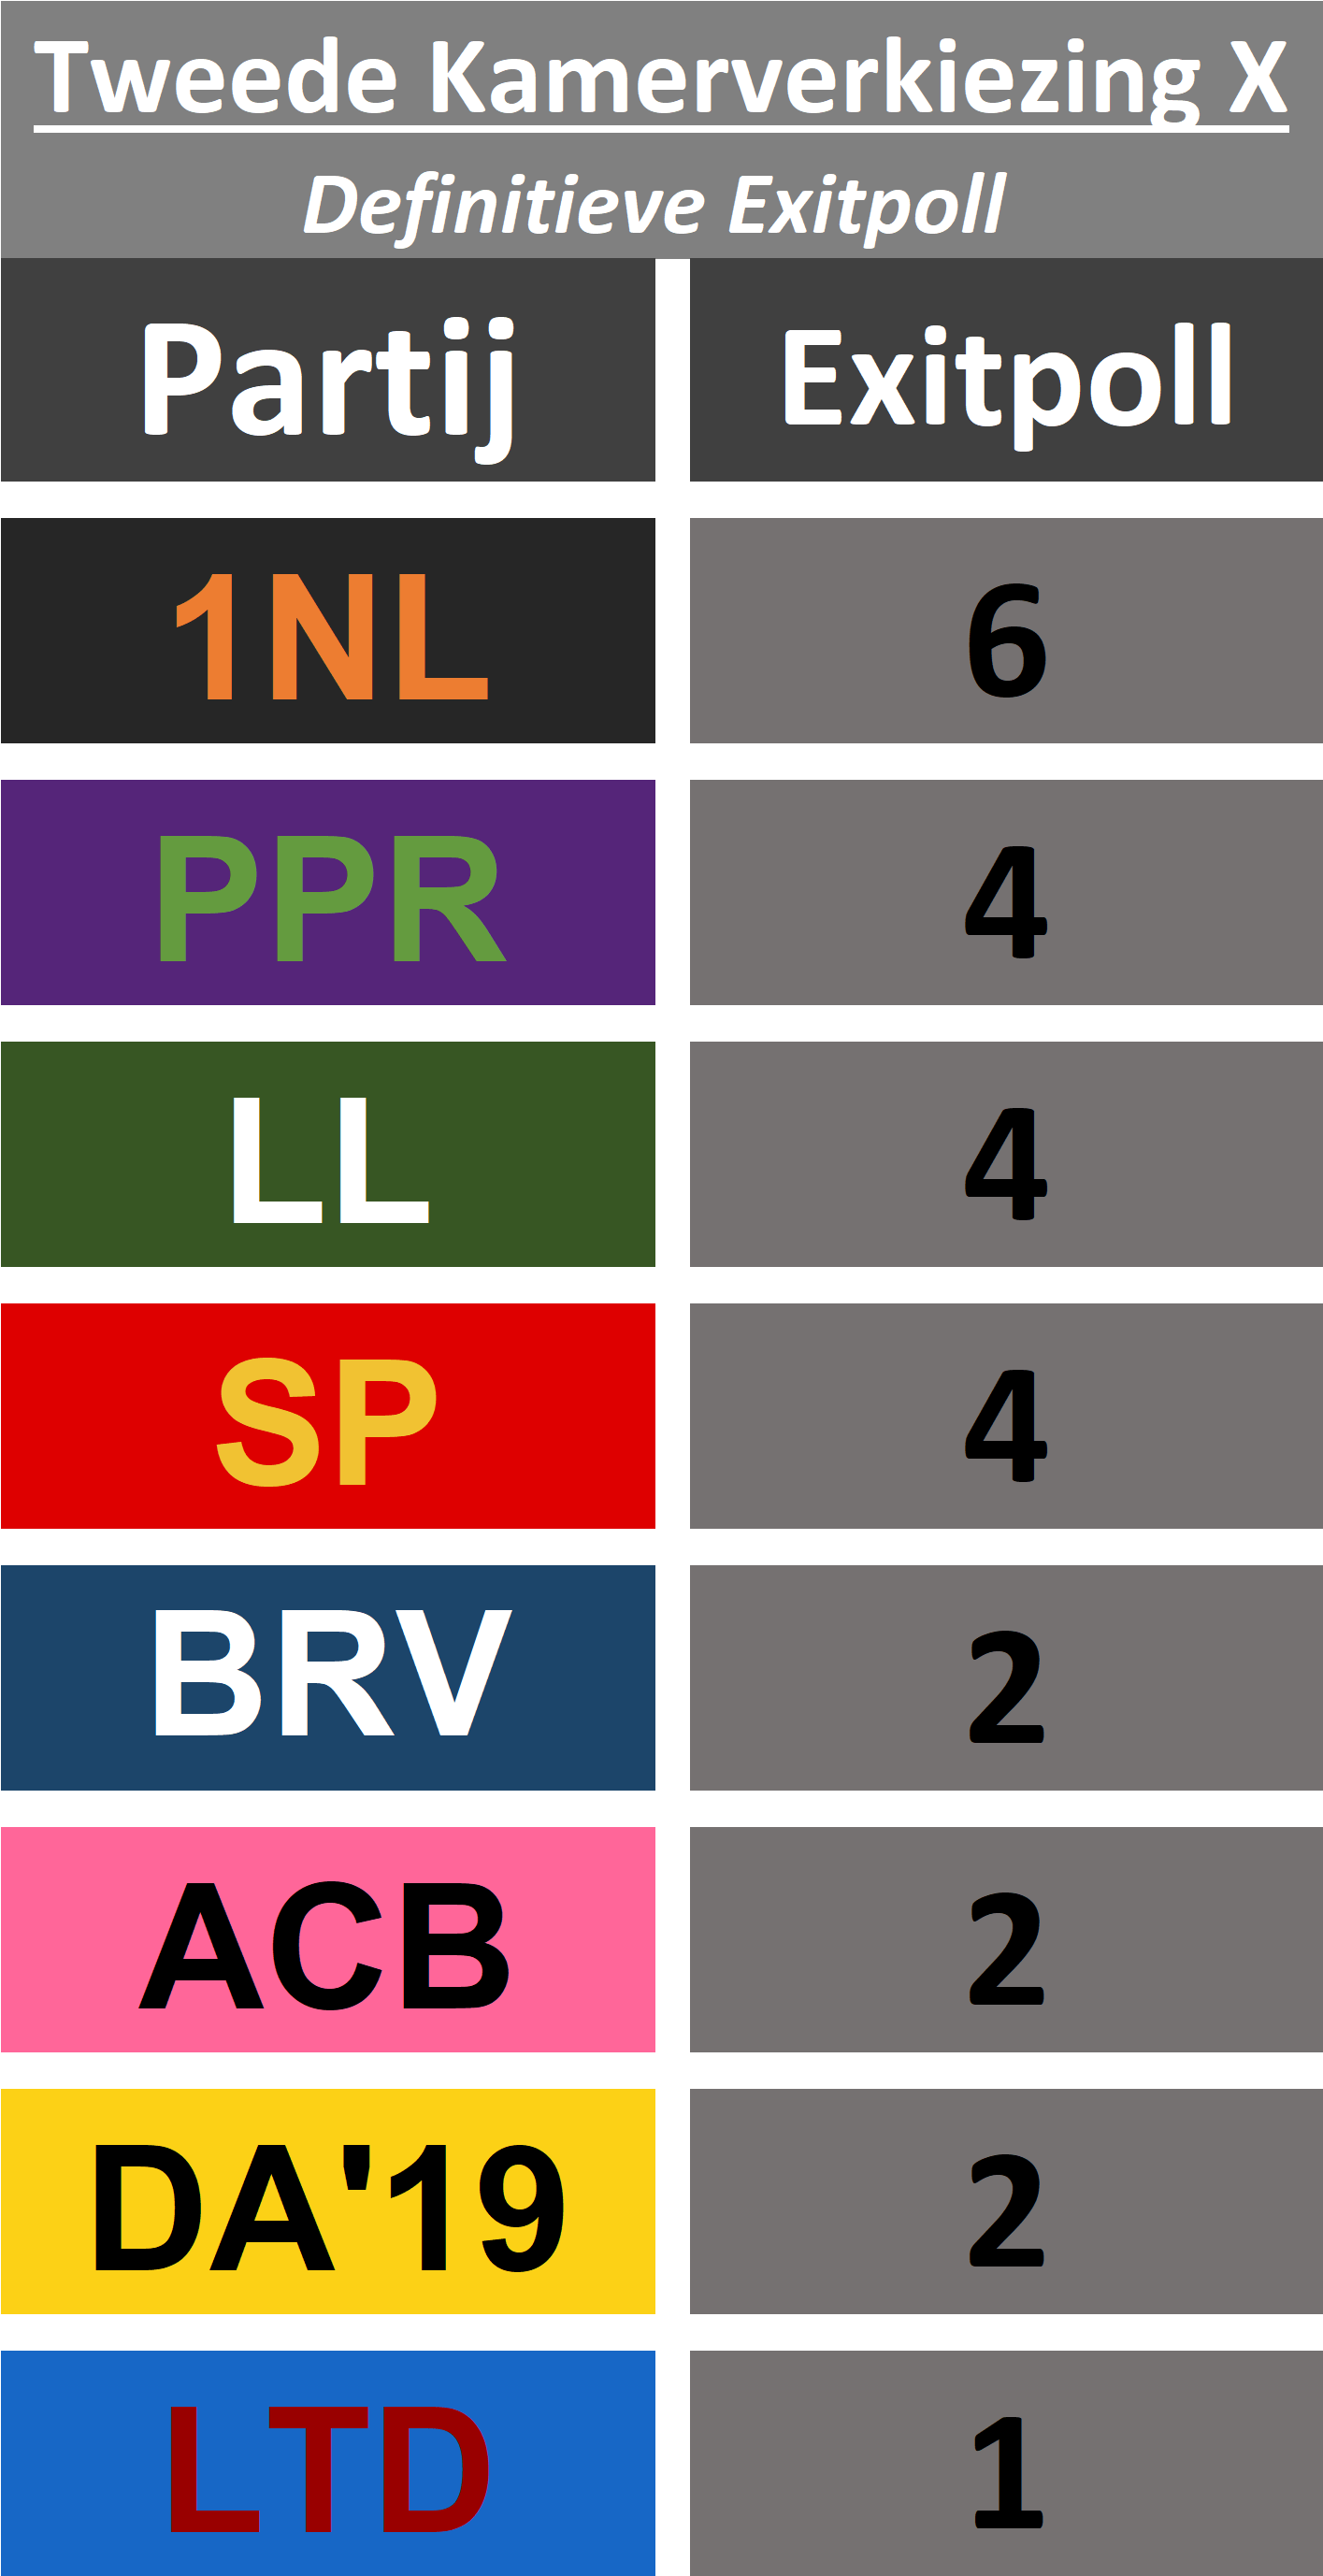 Tweede Kamerverkiezing X
Definitieve Exitpoll
Partij Exitpoll
1NL 6
PPR 4
LL 4
SP 4
BRV 2
ACB 2
DA'19 2
LTD 1